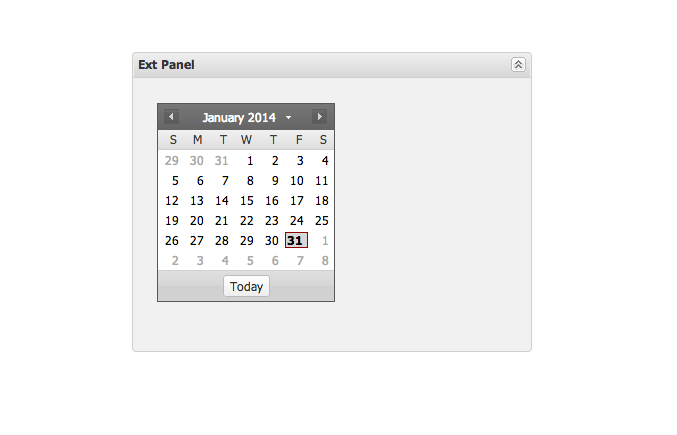 Ext Panel
January 2014
S M T W T F S
29 30 31 1 2 3 4
5 6 7 8 9 10 11
12 13 14 15 16 17 18
19 20 21 22 23 24 25
26 27 28 29 30 31 1
2 3 4 5 6 7 8
Today